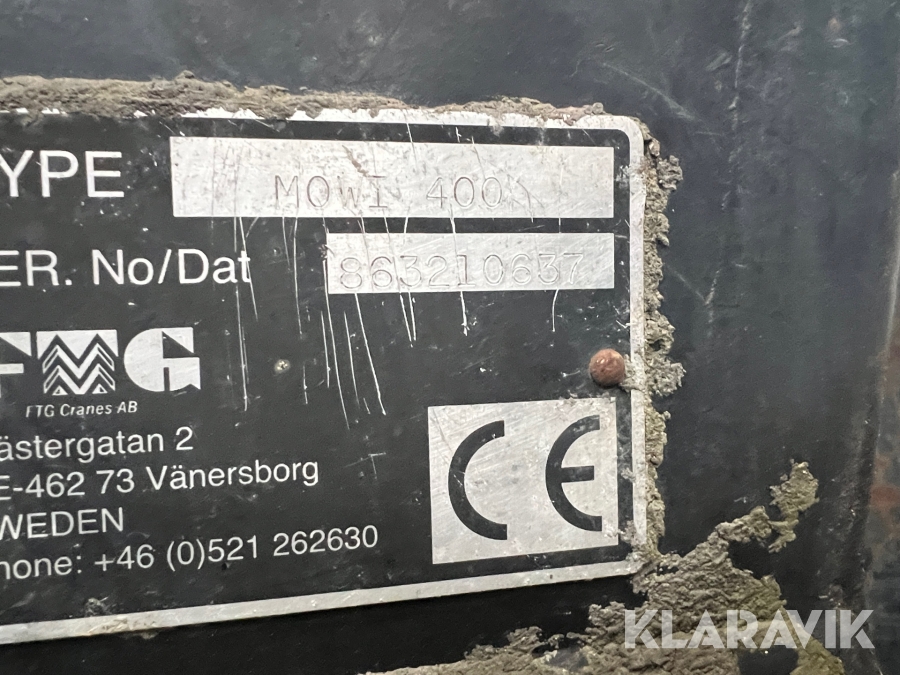 YPE MOWI 400
ER. No/Dat 863210637
FMG
FTG Cranes AB
ästergatan 2
E-462 73 Vänersborg
WEDEN
hone: +46 (0)521 262630
CE
KLARAVIK